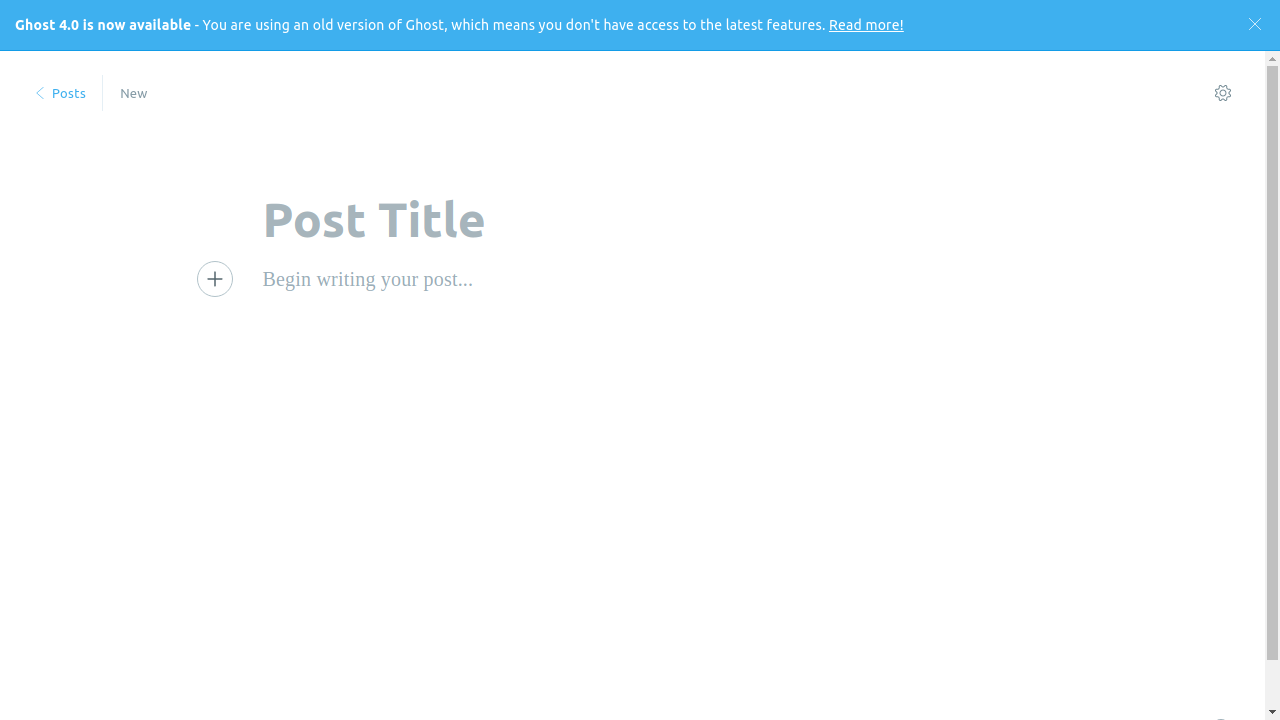 Ghost 4.0 is now available - You are using an old version of Ghost, which means you don't have access to the latest features. Read more!
Posts
New
Post Title
Begin writing your post...